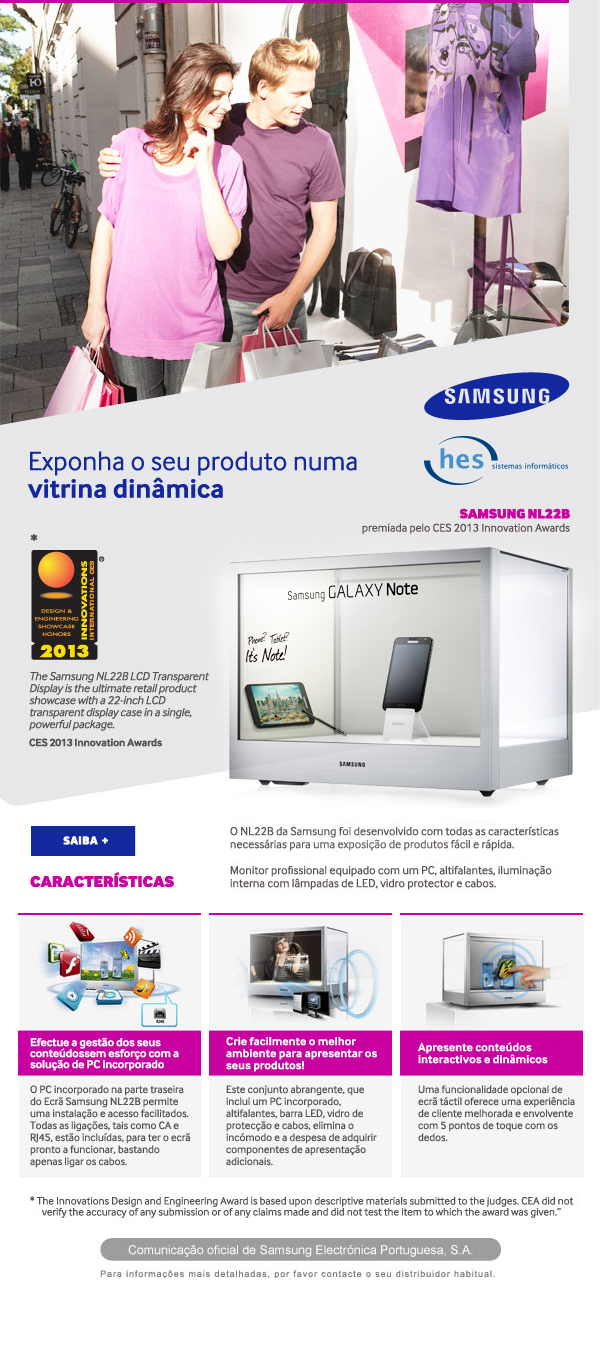 SAMSUNG
hes sistemas informáticos
Exponha o seu produto numa
vitrina dinâmica
SAMSUNG NL22B
premiada pelo CES 2013 Innovation Awards
*
DESIGN &
ENGINEERING
SHOWCASE
HONORS
INNOVATIONS
INTERNATIONAL CES
®
2013
The Samsung NL22B LCD Transparent
Display is the ultimate retail product
showcase with a 22-inch LCD
transparent display case in a single,
powerful package.
CES 2013 Innovation Awards
Samsung GALAXY Note
Phone? Tablet?
It's Note!
SAMSUNG
SAIBA +
O NL22B da Samsung foi desenvolvido com todas as características
necessárias para uma exposição de produtos fácil e rápida.
Monitor profissional equipado com um PC, altifalantes, iluminação
interna com lâmpadas de LED, vidro protector e cabos.
CARACTERÍSTICAS
RJ45
Efectue a gestão dos seus
conteúdossem esforço com a
solução de PC incorporado
O PC incorporado na parte traseira
do Ecrã Samsung NL22B permite
uma instalação e acesso facilitados.
Todas as ligações, tais como CA e
RJ45, estão incluídas, para ter o ecrã
pronto a funcionar, bastando
apenas ligar os cabos.
Crie facilmente o melhor
ambiente para apresentar os
seus produtos!
Este conjunto abrangente, que
inclui um PC incorporado,
altifalantes, barra LED, vidro de
protecção e cabos, elimina o
incómodo e a despesa de adquirir
componentes de apresentação
adicionais.
Apresente conteúdos
interactivos e dinâmicos
Uma funcionalidade opcional de
ecrã táctil oferece uma experiência
de cliente melhorada e envolvente
com 5 pontos de toque com os
dedos.
* The Innovations Design and Engineering Award is based upon descriptive materials submitted to the judges. CEA did not
verify the accuracy of any submission or of any claims made and did not test the item to which the award was given."
Comunicação oficial de Samsung Electrónica Portuguesa, S.A.
Para informações mais detalhadas, por favor contacte o seu distribuidor habitual.